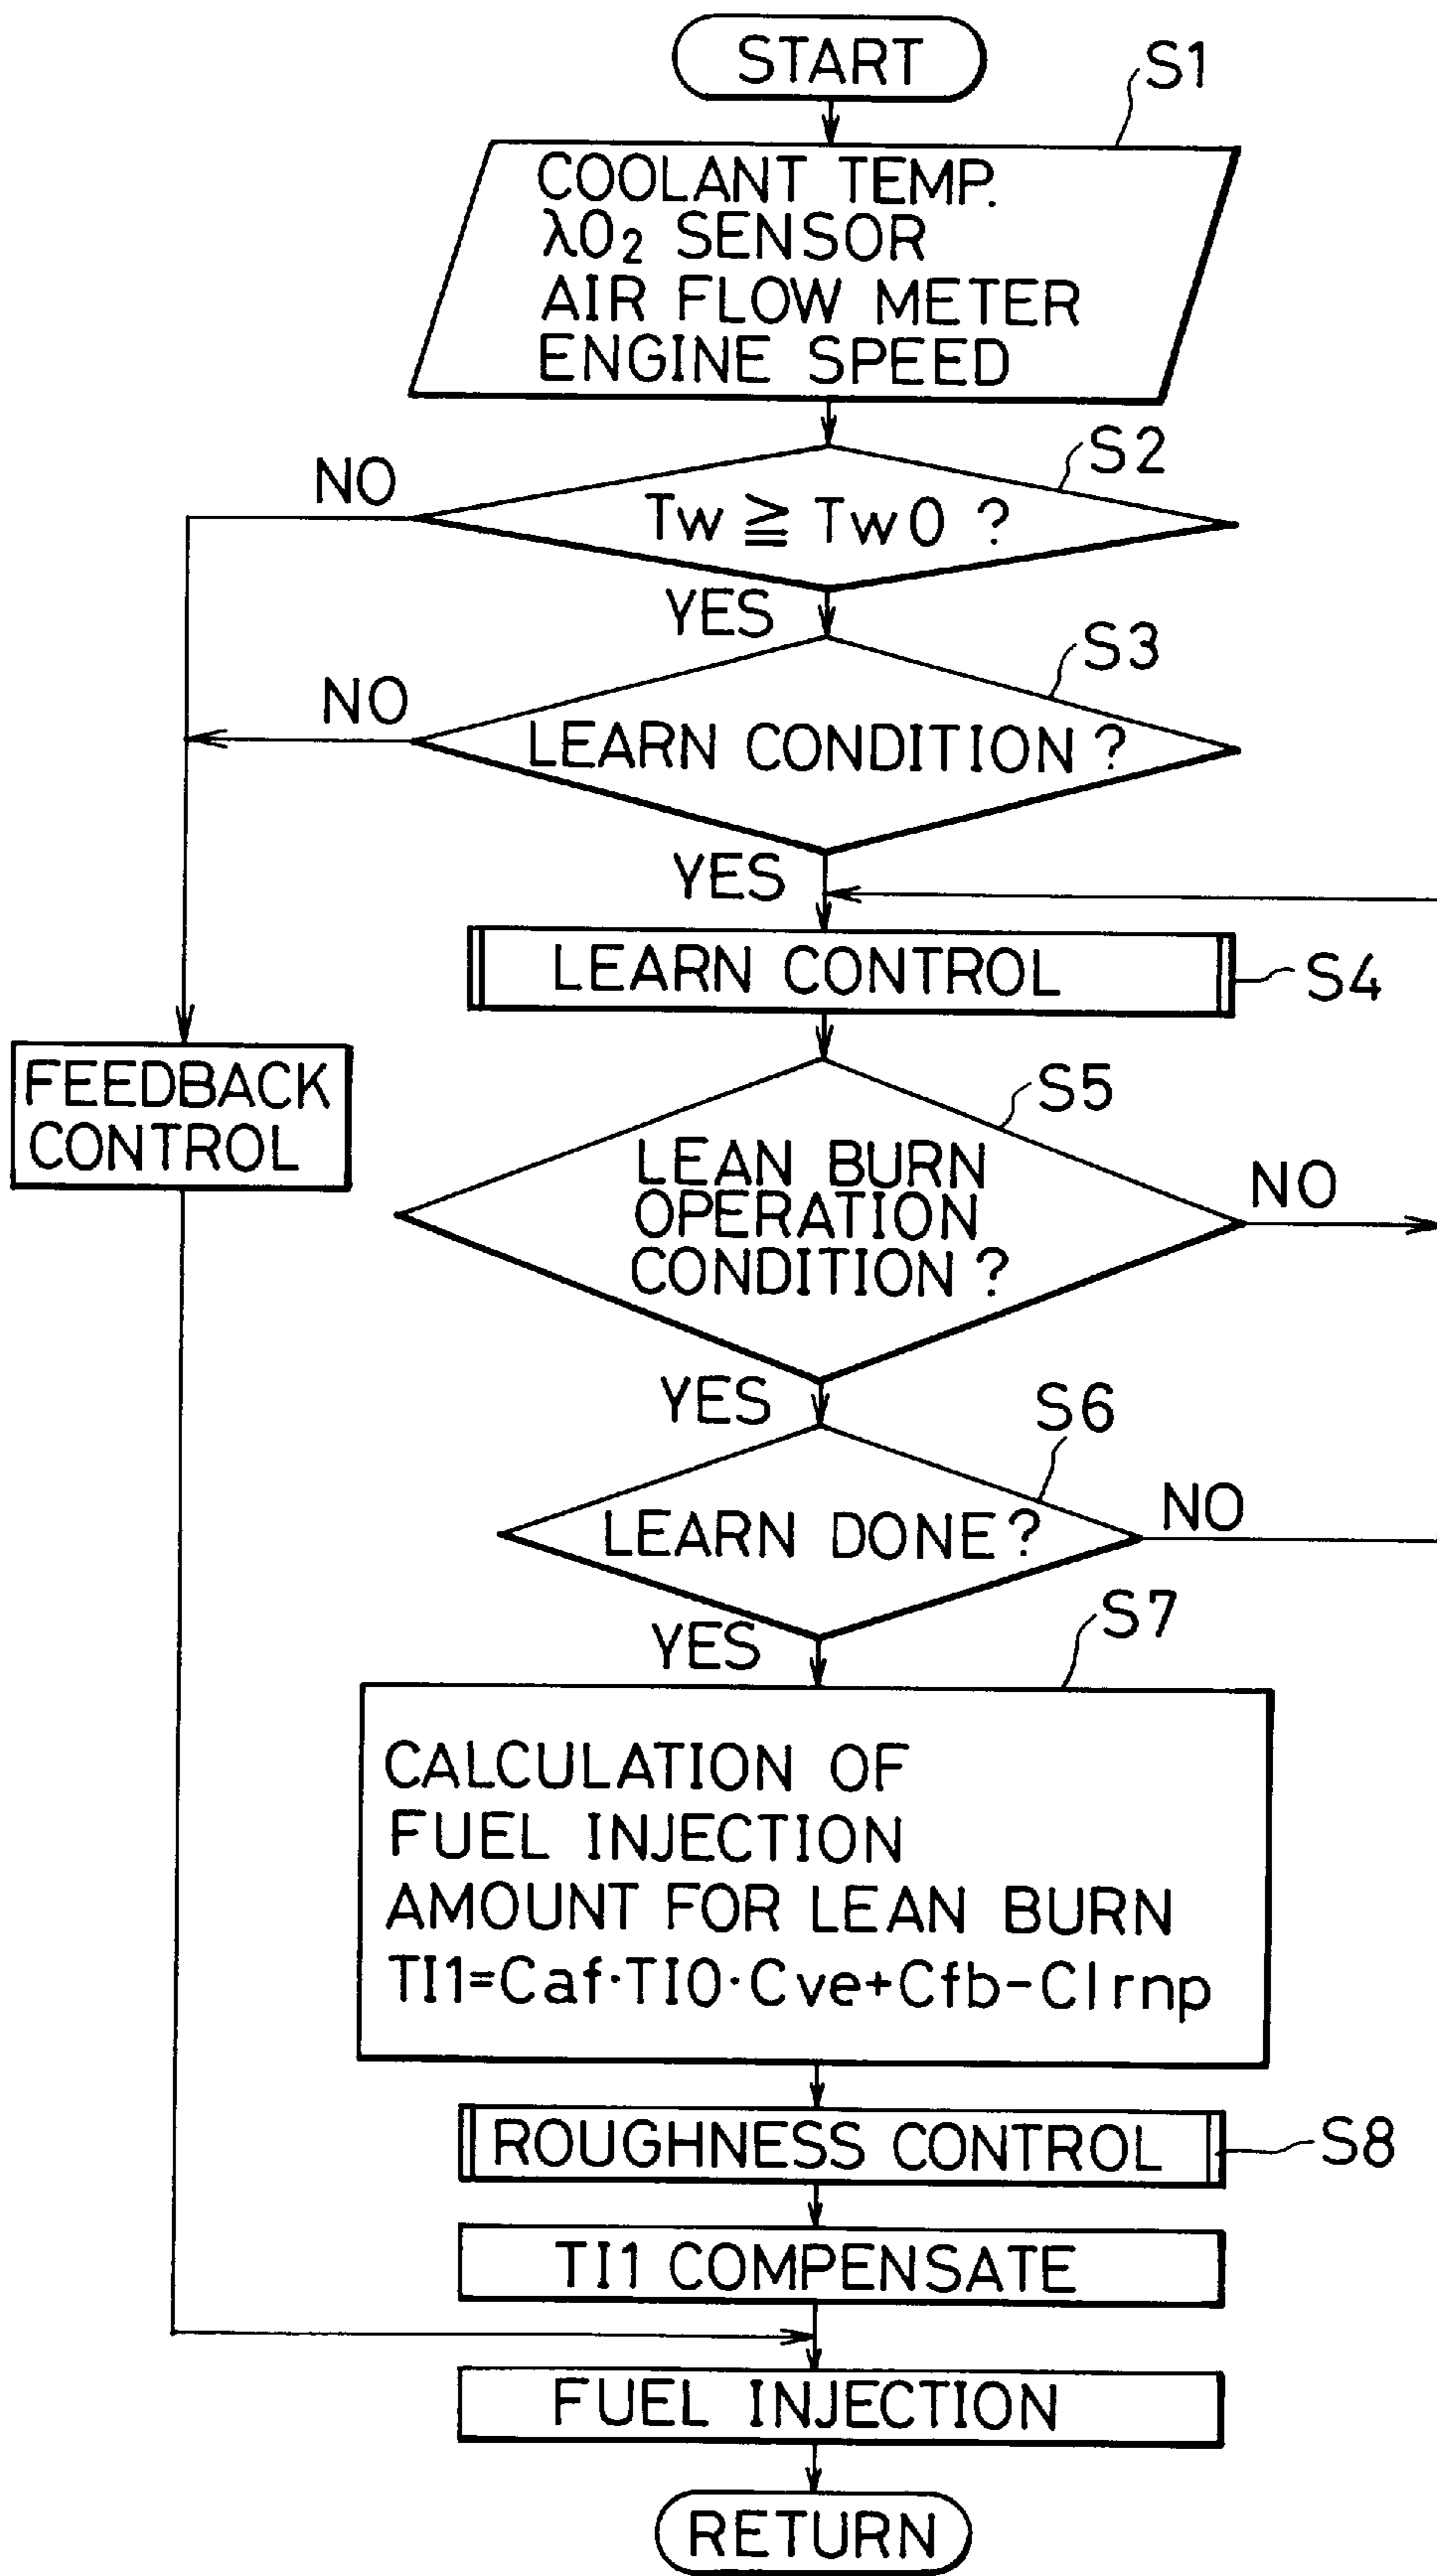 START
S1
COOLANT TEMP.
λO₂ SENSOR
AIR FLOW METER
ENGINE SPEED
S2
NO
Tw ≧ Tw0 ?
YES
S3
NO
LEARN CONDITION ?
YES
LEARN CONTROL
S4
FEEDBACK
CONTROL
S5
LEAN BURN
OPERATION
CONDITION ?
NO
YES
S6
LEARN DONE ?
NO
S7
YES
CALCULATION OF
FUEL INJECTION
AMOUNT FOR LEAN BURN
TI1=Caf·TI0·Cve+Cfb-Clrnp
ROUGHNESS CONTROL
S8
TI1 COMPENSATE
FUEL INJECTION
RETURN